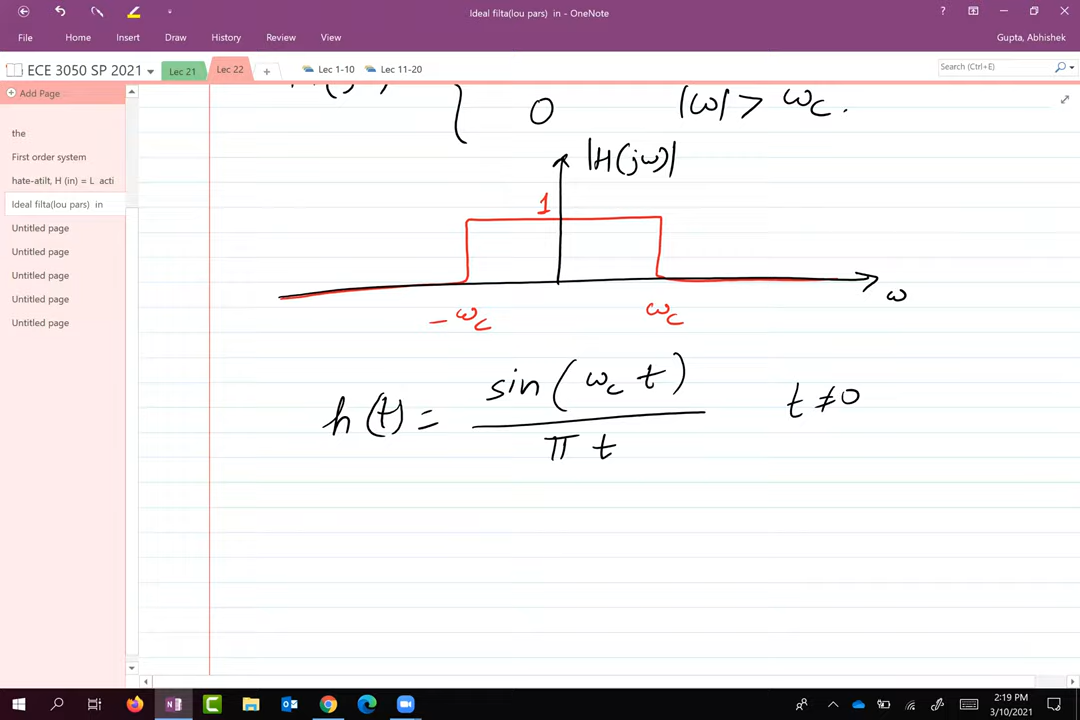 Ideal filta(lou pars) in - OneNote
? 
File Home Insert Draw History Review View Gupta, Abhishek
ECE 3050 SP 2021 Lec 21 Lec 22 + Lec 1-10 Lec 11-20 Search (Ctrl+E)
Add Page
the
First order system
hate-atilt, H (in) = L acti
Ideal filta(lou pars) in
Untitled page
Untitled page
Untitled page
Untitled page
Untitled page
0 |ω| > ωc.
|H(jω)|
1
ω
-ωc ωc
h(t) = sin(ωc t) / π t t ≠ 0
2:19 PM
3/10/2021